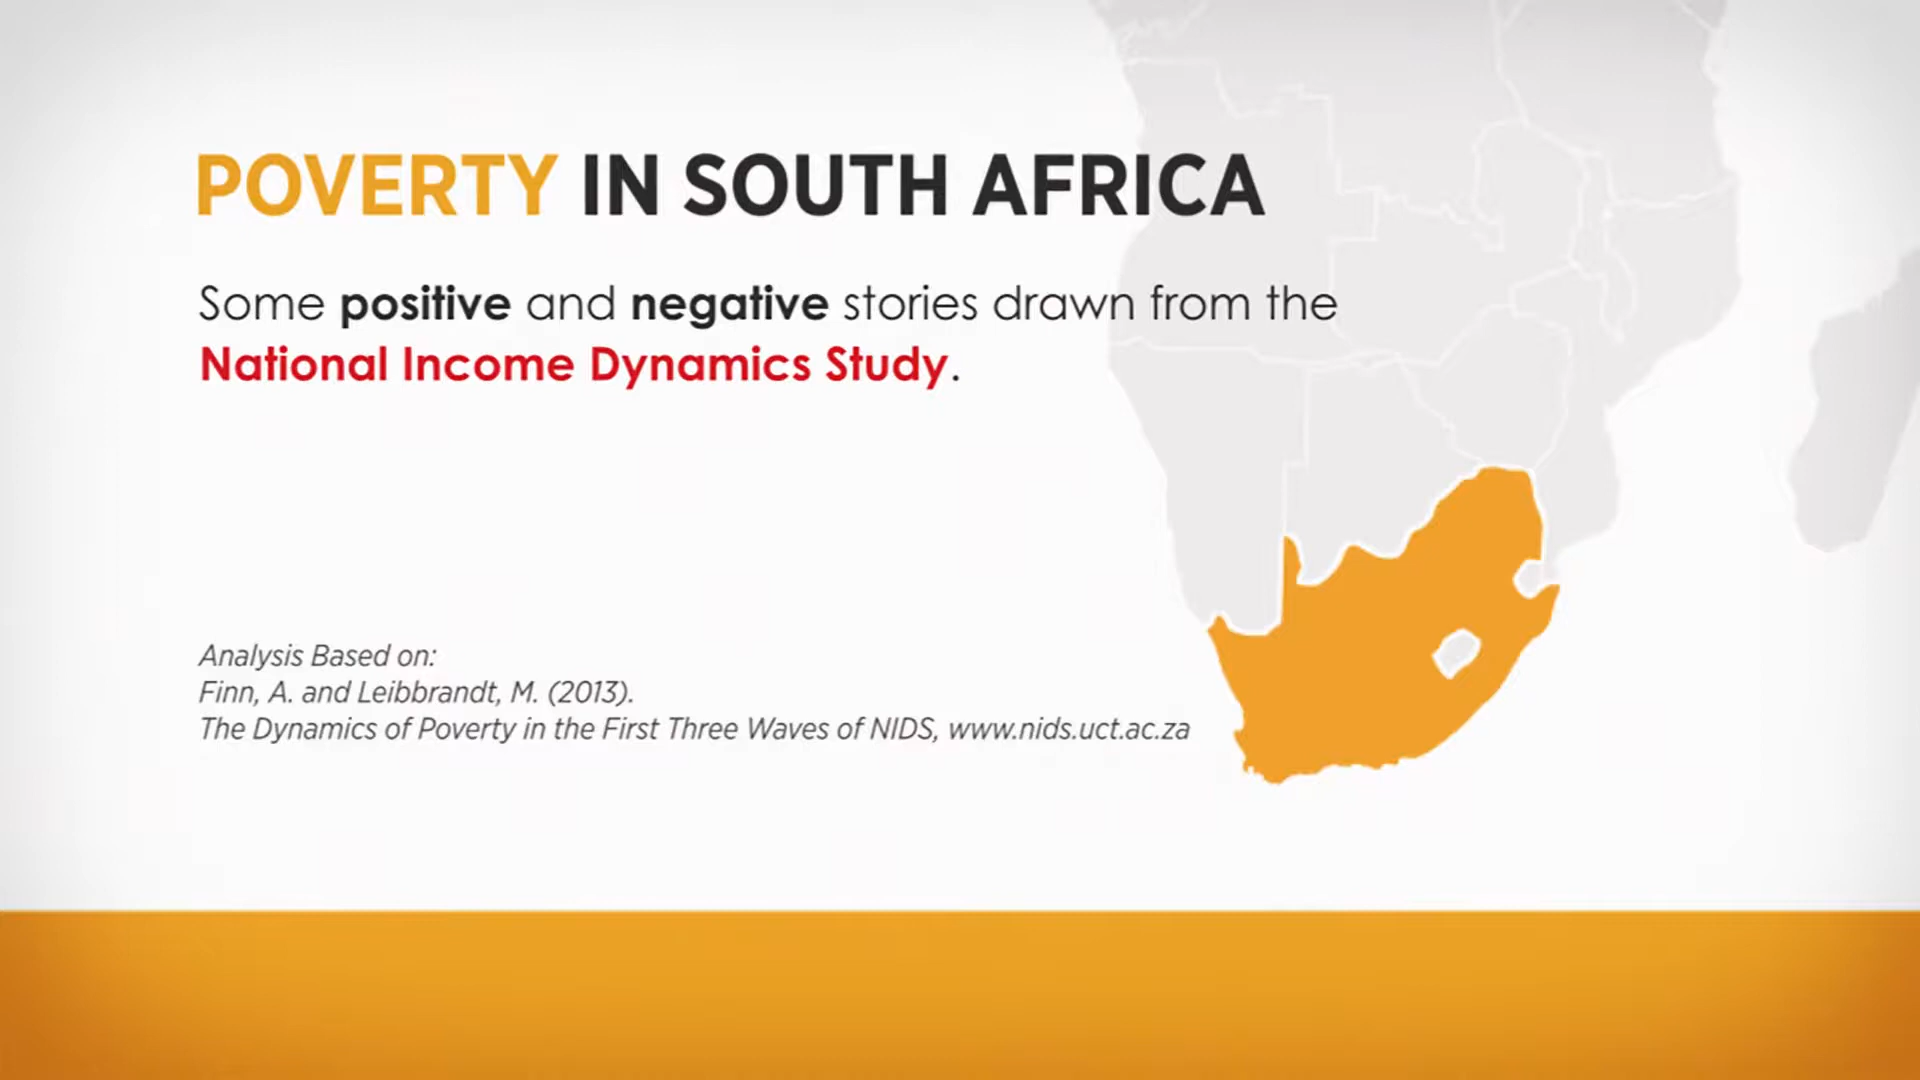 POVERTY IN SOUTH AFRICA
Some positive and negative stories drawn from the
National Income Dynamics Study.
Analysis Based on:
Finn, A. and Leibbrandt, M. (2013).
The Dynamics of Poverty in the First Three Waves of NIDS, www.nids.uct.ac.za